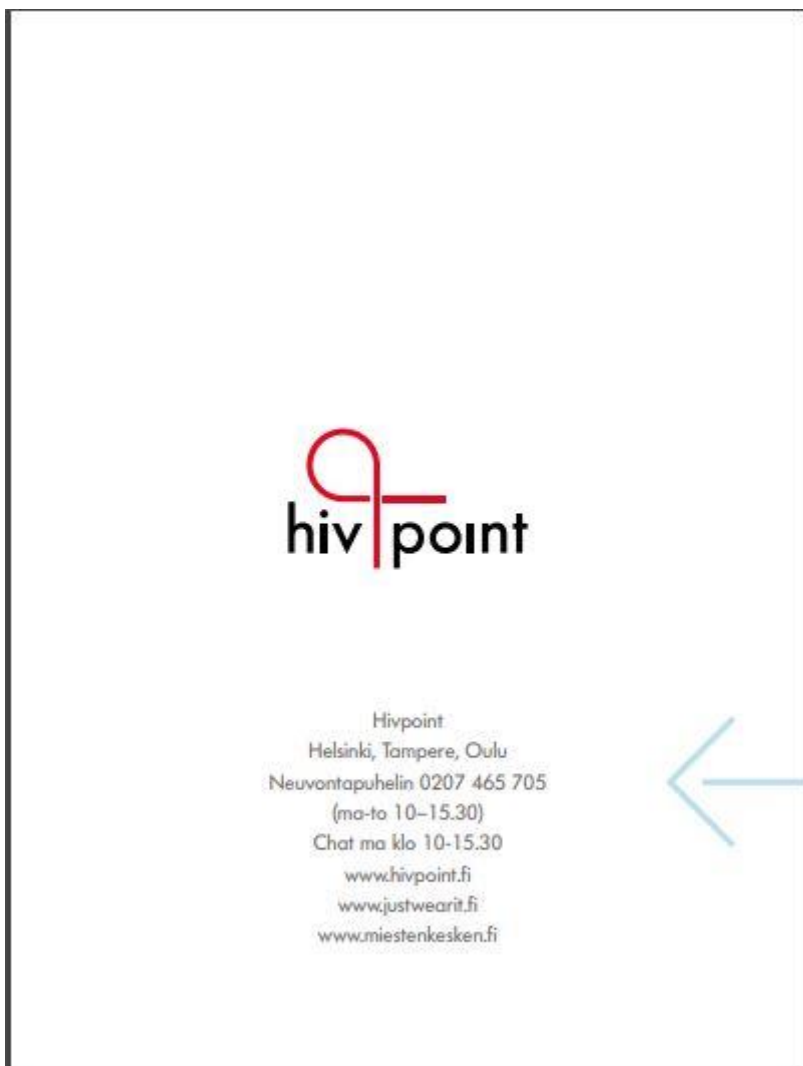 hiv point
Hivpoint
Helsinki, Tampere, Oulu
Neuvontapuhelin 0207 465 705
(ma-to 10–15.30)
Chat ma klo 10-15.30
www.hivpoint.fi
www.justwearit.fi
www.miestenkesken.fi